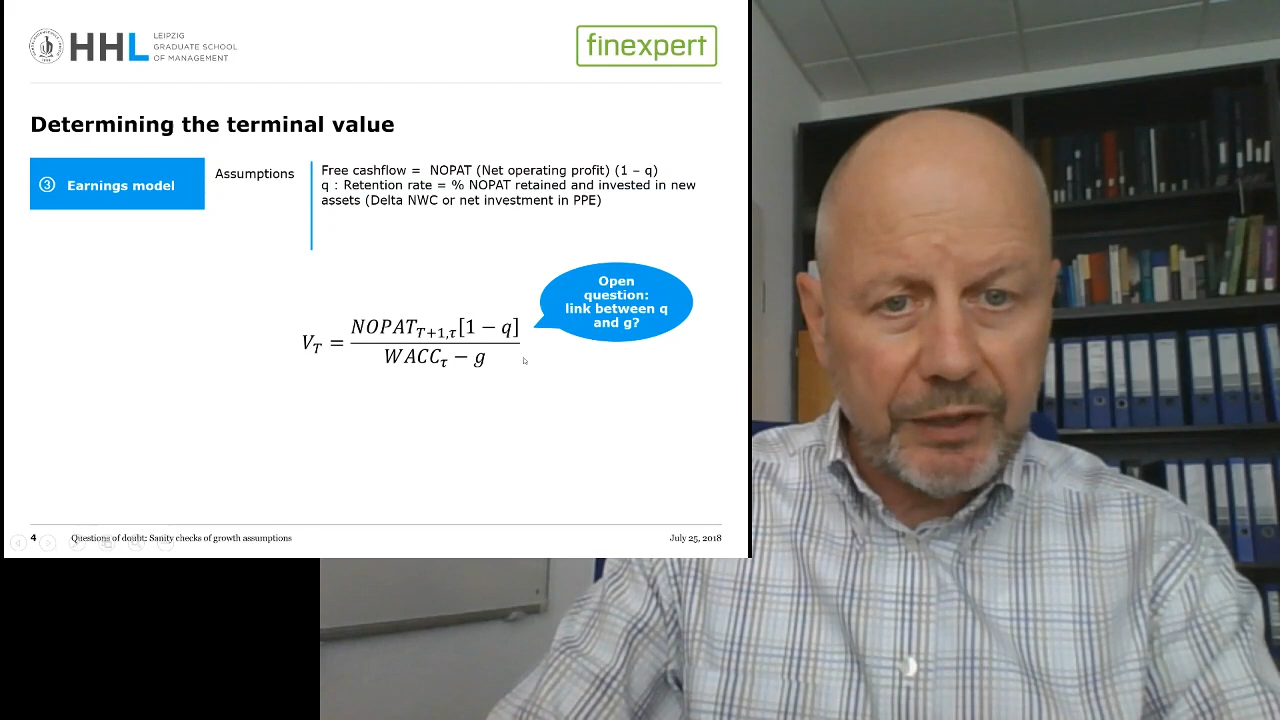 HHL
LEIPZIG
GRADUATE SCHOOL
OF MANAGEMENT
finexpert
Determining the terminal value
③ Earnings model
Assumptions
Free cashflow = NOPAT (Net operating profit) (1 – q)
q : Retention rate = % NOPAT retained and invested in new
assets (Delta NWC or net investment in PPE)
Open
question:
link between q
and g?
V_T = NOPAT_{T+1,τ}[1 − q] / WACC_τ − g
4 Questions of doubt: Sanity checks of growth assumptions July 25, 2018